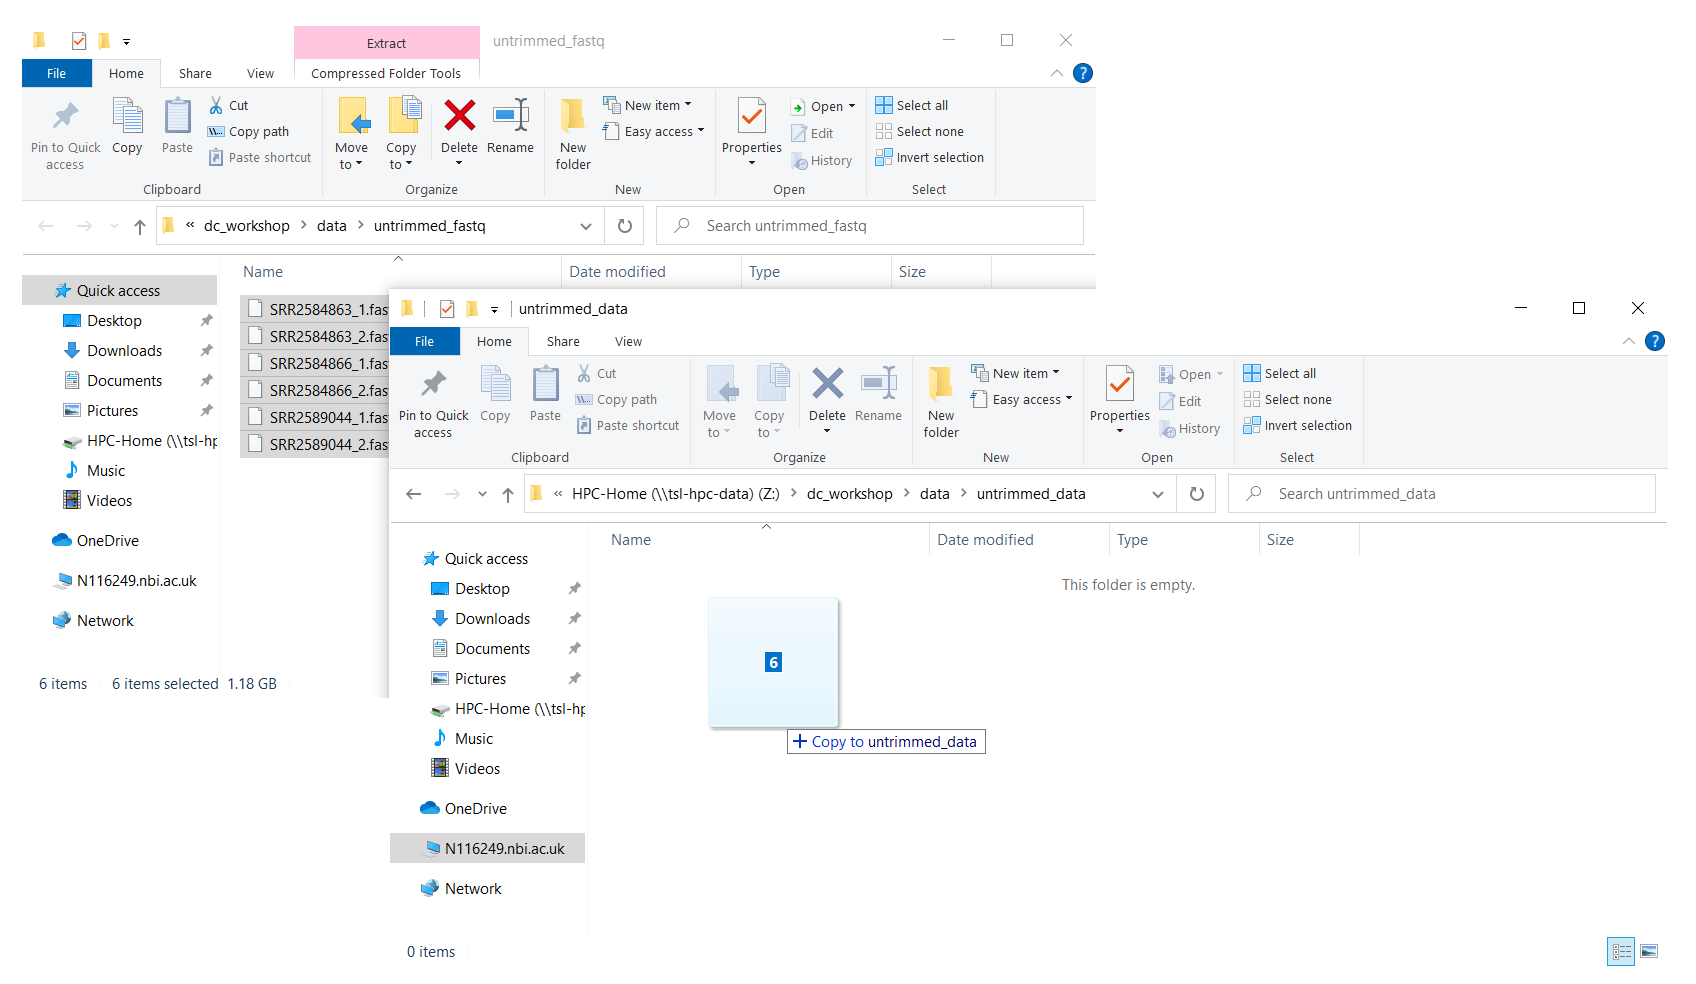 Extract
untrimmed_fastq
File
Home
Share
View
Compressed Folder Tools
?
Pin to Quick
access
Copy
Paste
Cut
Copy path
Paste shortcut
Clipboard
Move
to
Copy
to
Delete
Rename
Organize
New
folder
New item
Easy access
New
Properties
Open
Edit
History
Open
Select all
Select none
Invert selection
Select
« dc_workshop > data > untrimmed_fastq
Search untrimmed_fastq
Name
Date modified
Type
Size
Quick access
Desktop
Downloads
Documents
Pictures
HPC-Home (\\tsl-hp
Music
Videos
OneDrive
N116249.nbi.ac.uk
Network
SRR2584863_1.fas
SRR2584863_2.fas
SRR2584866_1.fas
SRR2584866_2.fas
SRR2589044_1.fas
SRR2589044_2.fas
6 items
6 items selected 1.18 GB
untrimmed_data
File
Home
Share
View
?
Pin to Quick
access
Copy
Paste
Cut
Copy path
Paste shortcut
Clipboard
Move
to
Copy
to
Delete
Rename
Organize
New
folder
New item
Easy access
New
Properties
Open
Edit
History
Open
Select all
Select none
Invert selection
Select
« HPC-Home (\\tsl-hpc-data) (Z:) > dc_workshop > data > untrimmed_data
Search untrimmed_data
Name
Date modified
Type
Size
Quick access
Desktop
Downloads
Documents
Pictures
HPC-Home (\\tsl-hp
Music
Videos
OneDrive
N116249.nbi.ac.uk
Network
This folder is empty.
6
+ Copy to untrimmed_data
0 items